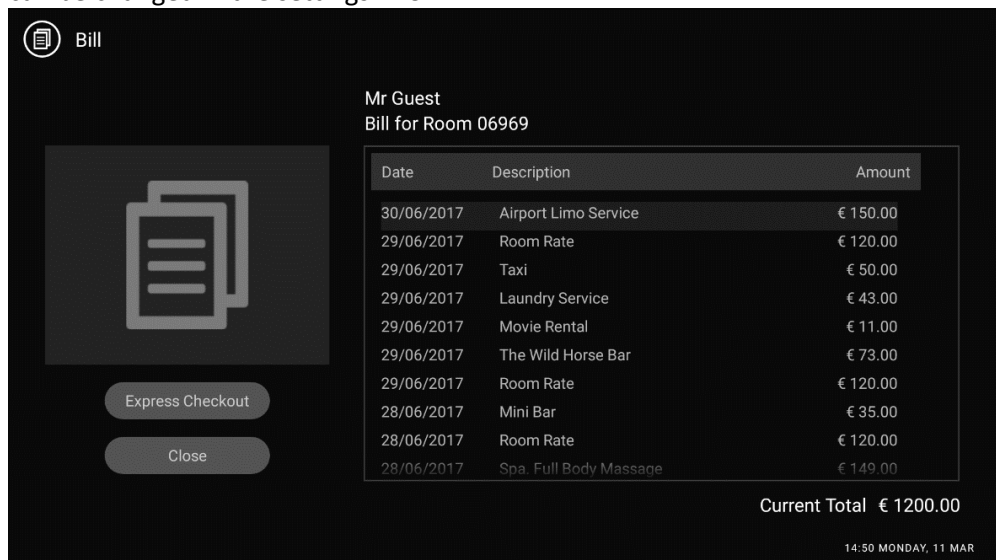 Bill
Mr Guest
Bill for Room 06969
Date Description Amount
30/06/2017 Airport Limo Service € 150.00
29/06/2017 Room Rate € 120.00
29/06/2017 Taxi € 50.00
29/06/2017 Laundry Service € 43.00
29/06/2017 Movie Rental € 11.00
29/06/2017 The Wild Horse Bar € 73.00
29/06/2017 Room Rate € 120.00
28/06/2017 Mini Bar € 35.00
28/06/2017 Room Rate € 120.00
28/06/2017 Spa. Full Body Massage € 149.00
Express Checkout
Close
Current Total € 1200.00
14:50 MONDAY, 11 MAR